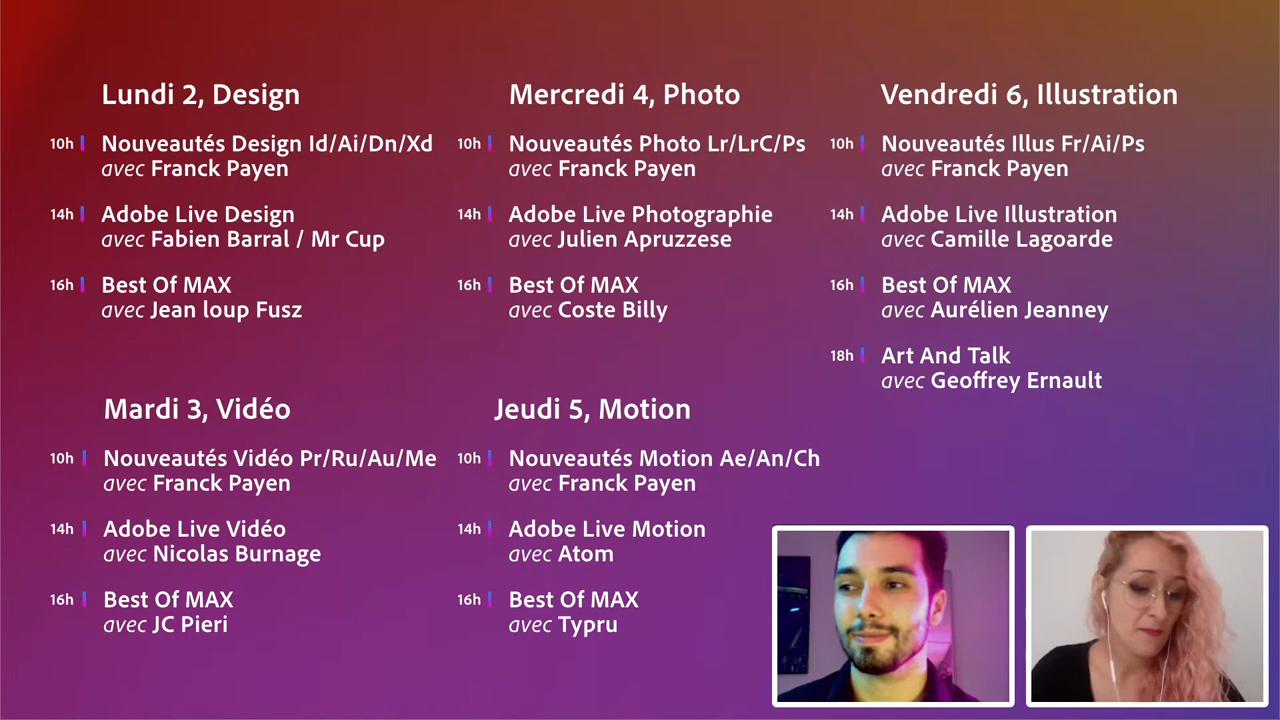 Lundi 2, Design
10h Nouveautés Design Id/Ai/Dn/Xd
avec Franck Payen
14h Adobe Live Design
avec Fabien Barral / Mr Cup
16h Best Of MAX
avec Jean loup Fusz
Mardi 3, Vidéo
10h Nouveautés Vidéo Pr/Ru/Au/Me
avec Franck Payen
14h Adobe Live Vidéo
avec Nicolas Burnage
16h Best Of MAX
avec JC Pieri
Mercredi 4, Photo
10h Nouveautés Photo Lr/LrC/Ps
avec Franck Payen
14h Adobe Live Photographie
avec Julien Apruzzese
16h Best Of MAX
avec Coste Billy
Jeudi 5, Motion
10h Nouveautés Motion Ae/An/Ch
avec Franck Payen
14h Adobe Live Motion
avec Atom
16h Best Of MAX
avec Typru
Vendredi 6, Illustration
10h Nouveautés Illus Fr/Ai/Ps
avec Franck Payen
14h Adobe Live Illustration
avec Camille Lagoarde
16h Best Of MAX
avec Aurélien Jeanney
18h Art And Talk
avec Geoffrey Ernault